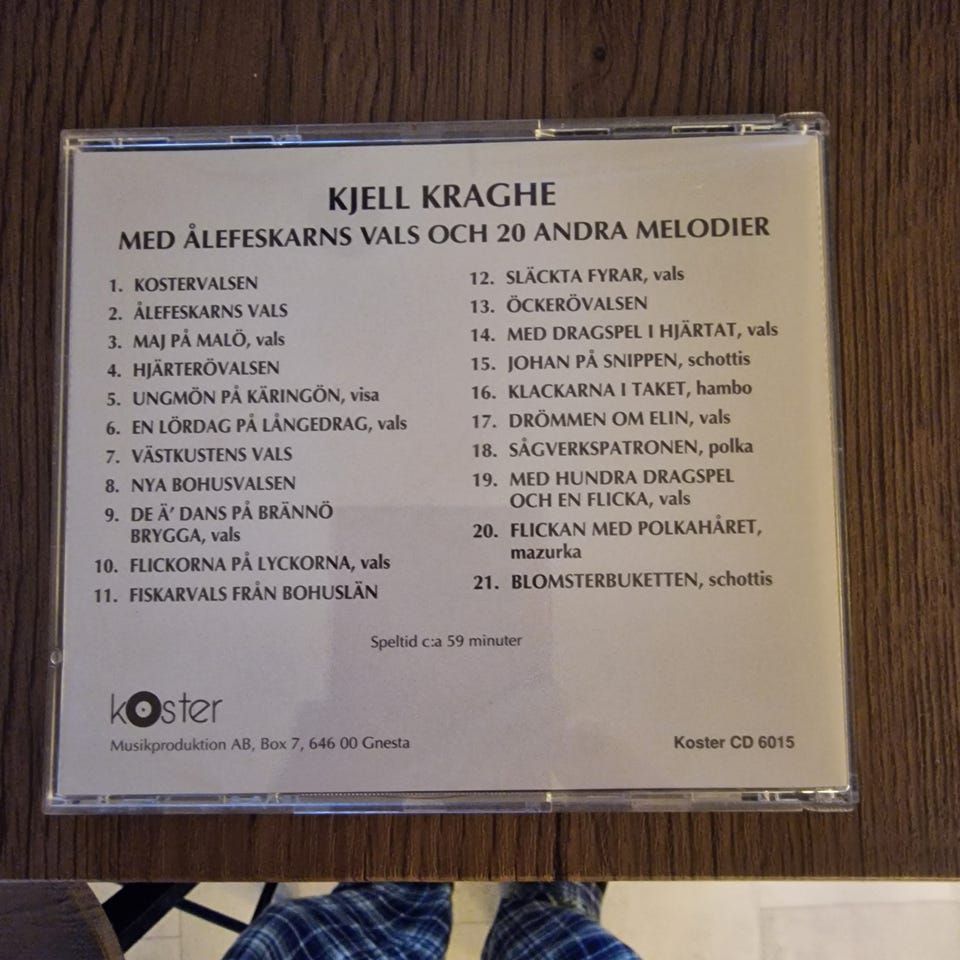 KJELL KRAGHE
MED ÅLEFESKARNS VALS OCH 20 ANDRA MELODIER
1. KOSTERVALSEN
2. ÅLEFESKARNS VALS
3. MAJ PÅ MALÖ, vals
4. HJÄRTERÖVALSEN
5. UNGMÖN PÅ KÄRINGÖN, visa
6. EN LÖRDAG PÅ LÅNGEDRAG, vals
7. VÄSTKUSTENS VALS
8. NYA BOHUSVALSEN
9. DE Ä' DANS PÅ BRÄNNÖ
BRYGGA, vals
10. FLICKORNA PÅ LYCKORNA, vals
11. FISKARVALS FRÅN BOHUSLÄN
12. SLÄCKTA FYRAR, vals
13. ÖCKERÖVALSEN
14. MED DRAGSPEL I HJÄRTAT, vals
15. JOHAN PÅ SNIPPEN, schottis
16. KLACKARNA I TAKET, hambo
17. DRÖMMEN OM ELIN, vals
18. SÅGVERKSPATRONEN, polka
19. MED HUNDRA DRAGSPEL
OCH EN FLICKA, vals
20. FLICKAN MED POLKAHÅRET,
mazurka
21. BLOMSTERBUKETTEN, schottis
Speltid c:a 59 minuter
koster
Musikproduktion AB, Box 7, 646 00 Gnesta
Koster CD 6015